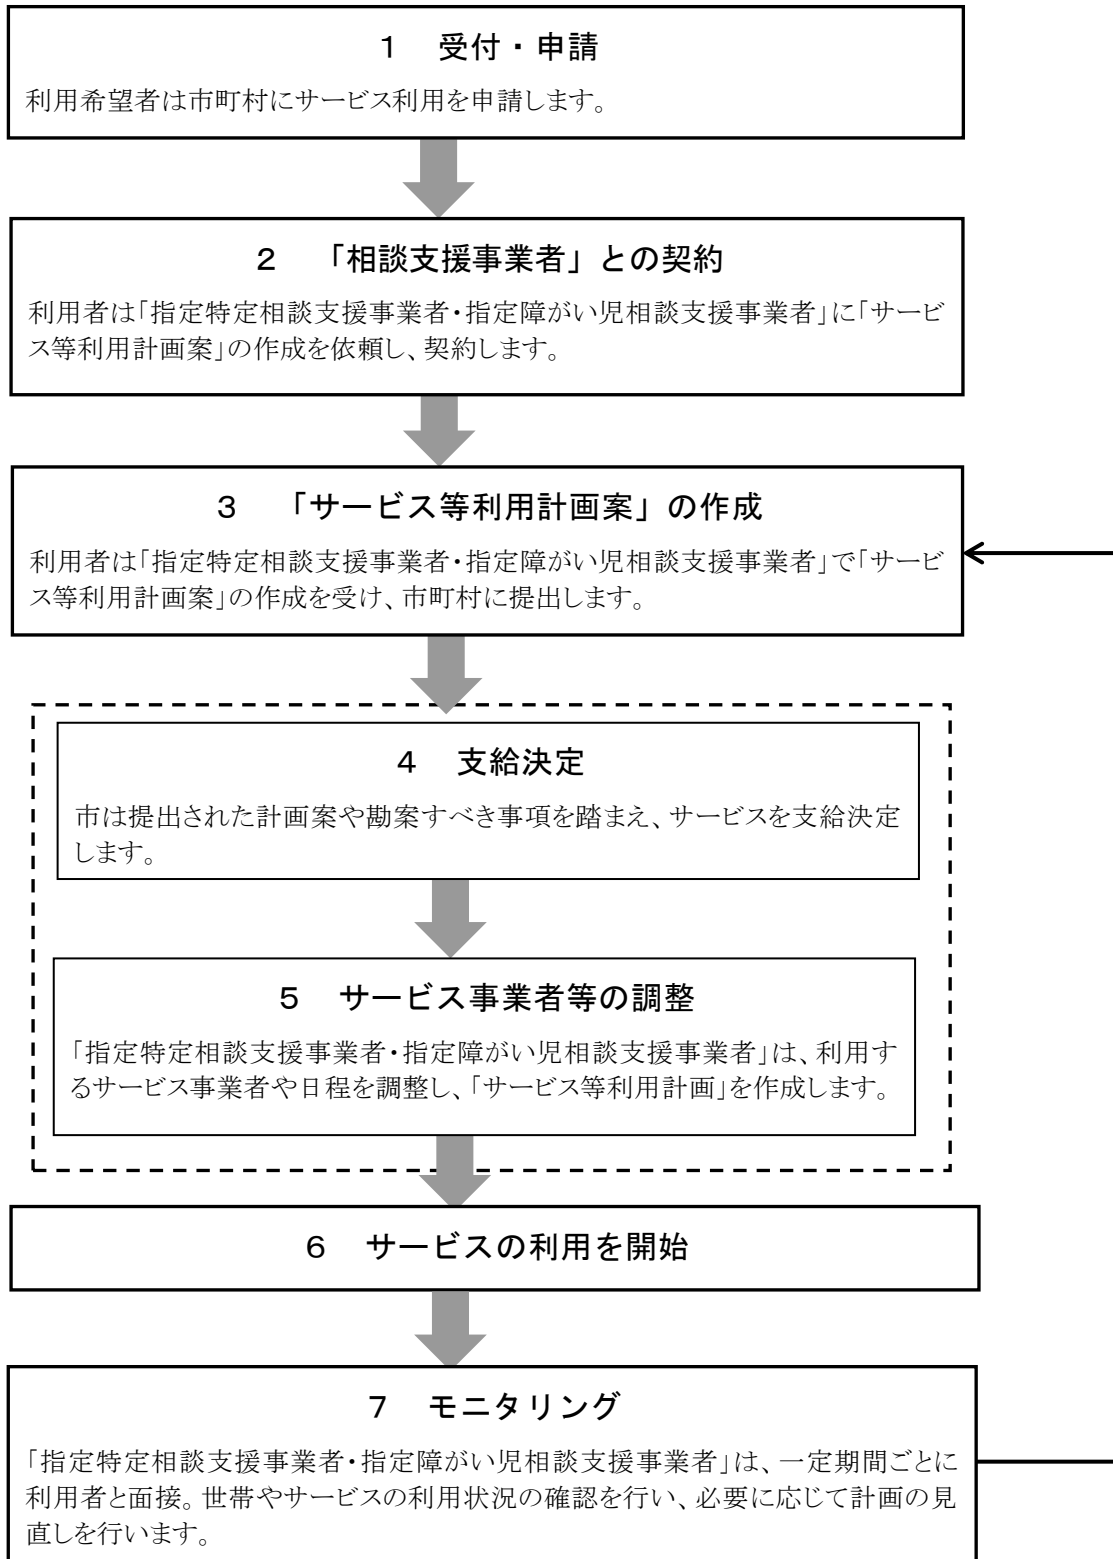 1　受付・申請
利用希望者は市町村にサービス利用を申請します。
2　「相談支援事業者」との契約
利用者は「指定特定相談支援事業者・指定障がい児相談支援事業者」に「サービ
ス等利用計画案」の作成を依頼し、契約します。
3　「サービス等利用計画案」の作成
利用者は「指定特定相談支援事業者・指定障がい児相談支援事業者」で「サービ
ス等利用計画案」の作成を受け、市町村に提出します。
4　支給決定
市は提出された計画案や勘案すべき事項を踏まえ、サービスを支給決定
します。
5　サービス事業者等の調整
「指定特定相談支援事業者・指定障がい児相談支援事業者」は、利用す
るサービス事業者や日程を調整し、「サービス等利用計画」を作成します。
6　サービスの利用を開始
7　モニタリング
「指定特定相談支援事業者・指定障がい児相談支援事業者」は、一定期間ごとに
利用者と面接。世帯やサービスの利用状況の確認を行い、必要に応じて計画の見
直しを行います。